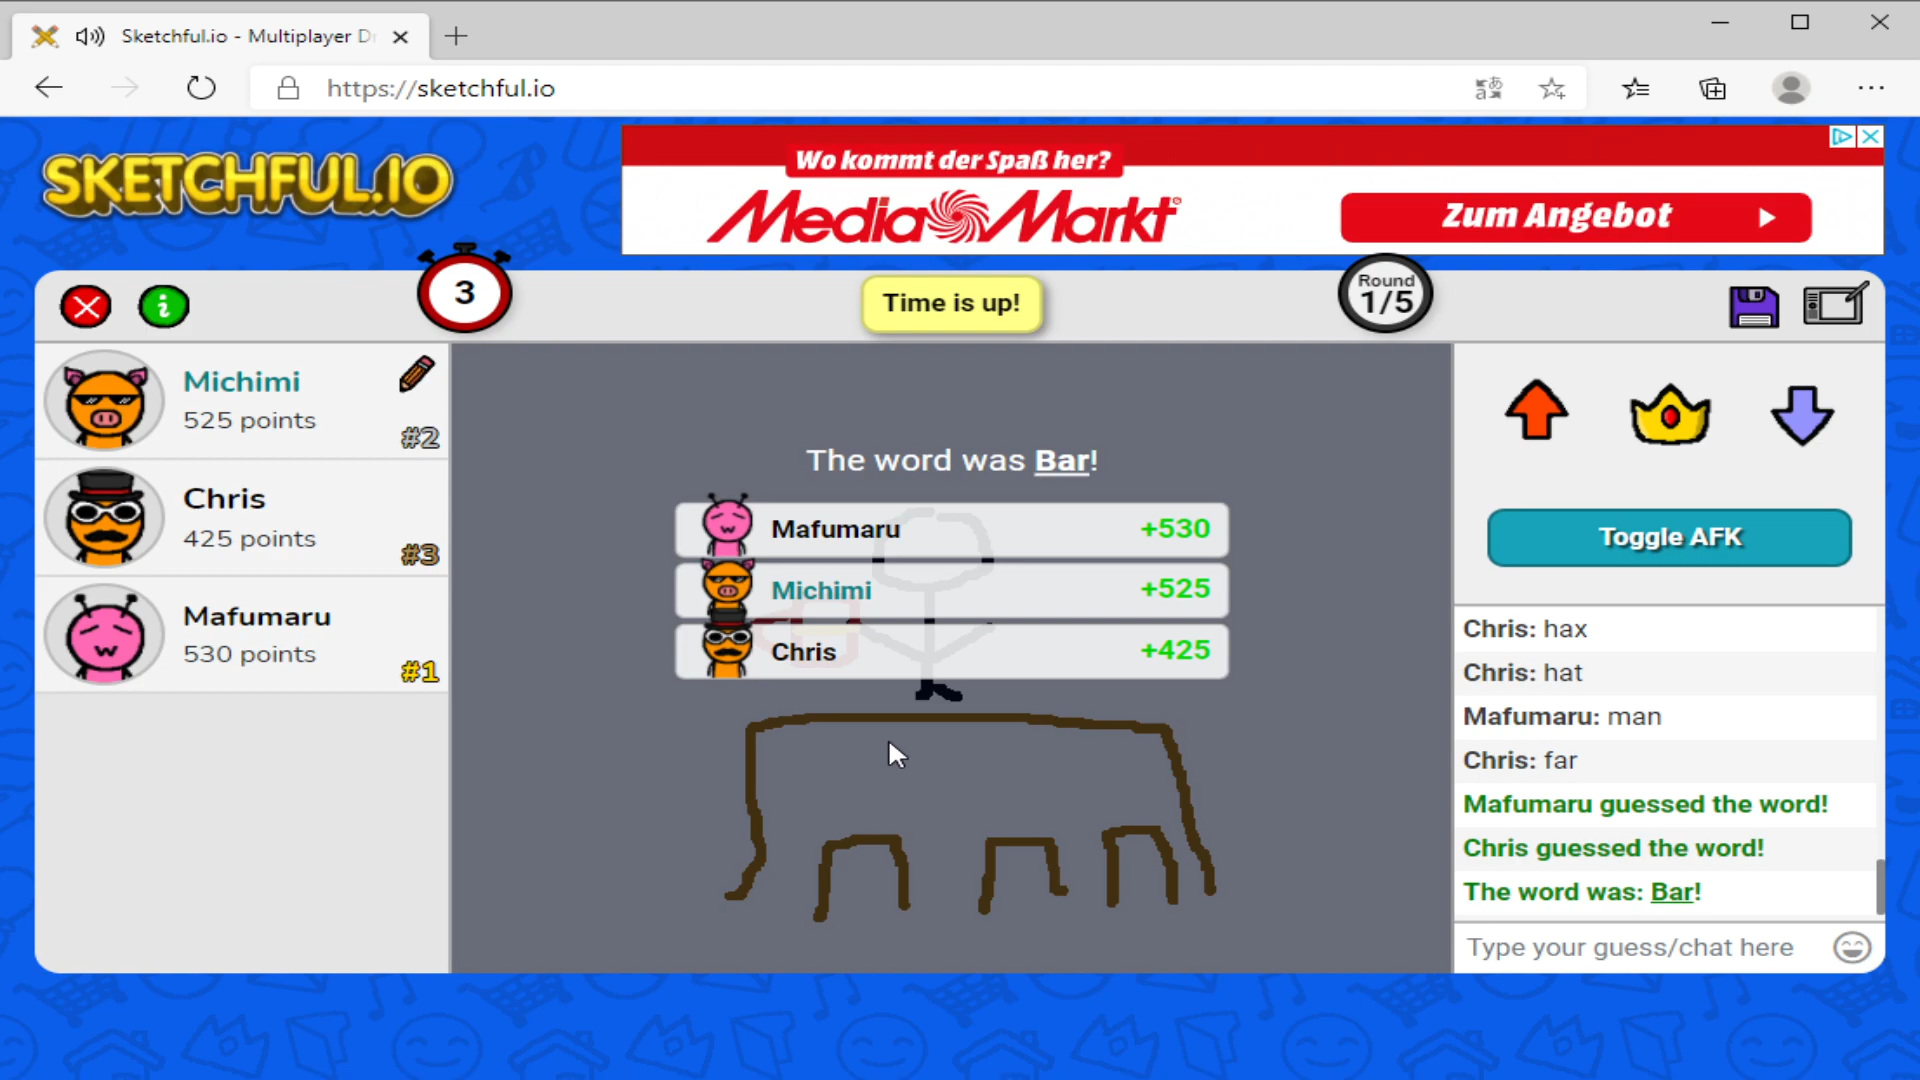 Sketchful.io - Multiplayer D
https://sketchful.io
SKETCHFUL.IO
Wo kommt der Spaß her?
MediaMarkt
Zum Angebot
3
Time is up!
Round
1/5
Michimi
525 points
#2
Chris
425 points
#3
Mafumaru
530 points
#1
The word was Bar!
Mafumaru +530
Michimi +525
Chris +425
Toggle AFK
Chris: hax
Chris: hat
Mafumaru: man
Chris: far
Mafumaru guessed the word!
Chris guessed the word!
The word was: Bar!
Type your guess/chat here